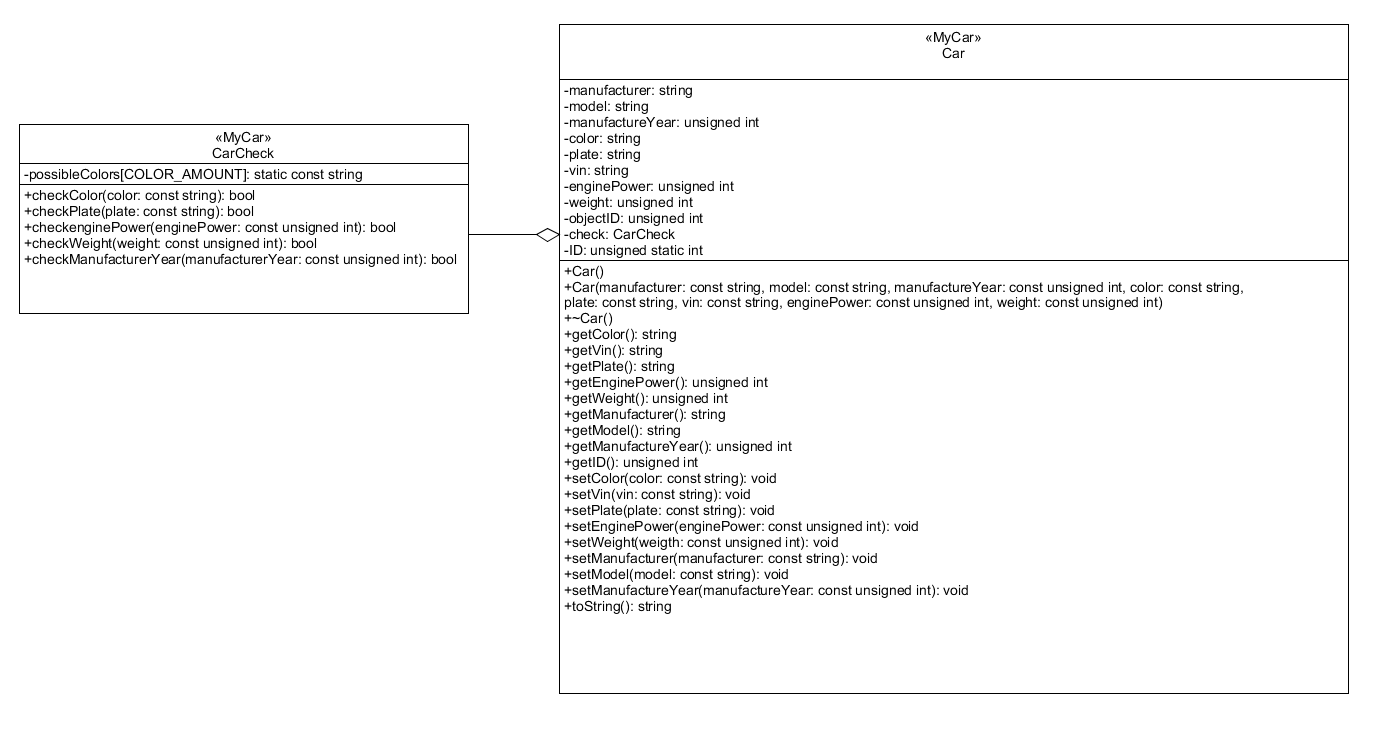 «MyCar»
CarCheck
-possibleColors[COLOR_AMOUNT]: static const string
+checkColor(color: const string): bool
+checkPlate(plate: const string): bool
+checkenginePower(enginePower: const unsigned int): bool
+checkWeight(weight: const unsigned int): bool
+checkManufacturerYear(manufacturerYear: const unsigned int): bool
«MyCar»
Car
-manufacturer: string
-model: string
-manufactureYear: unsigned int
-color: string
-plate: string
-vin: string
-enginePower: unsigned int
-weight: unsigned int
-objectID: unsigned int
-check: CarCheck
-ID: unsigned static int
+Car()
+Car(manufacturer: const string, model: const string, manufactureYear: const unsigned int, color: const string,
plate: const string, vin: const string, enginePower: const unsigned int, weight: const unsigned int)
+~Car()
+getColor(): string
+getVin(): string
+getPlate(): string
+getEnginePower(): unsigned int
+getWeight(): unsigned int
+getManufacturer(): string
+getModel(): string
+getManufactureYear(): unsigned int
+getID(): unsigned int
+setColor(color: const string): void
+setVin(vin: const string): void
+setPlate(plate: const string): void
+setEnginePower(enginePower: const unsigned int): void
+setWeight(weigth: const unsigned int): void
+setManufacturer(manufacturer: const string): void
+setModel(model: const string): void
+setManufactureYear(manufactureYear: const unsigned int): void
+toString(): string